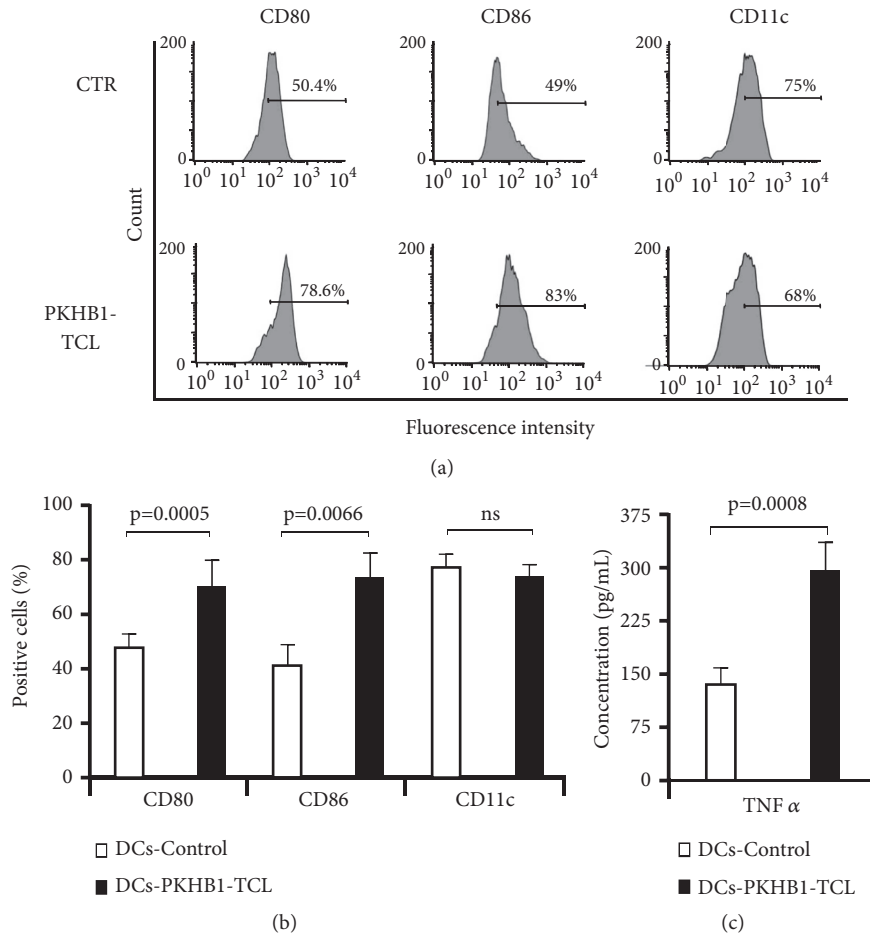 CD80 CD86 CD11c
CTR
Count
200 200 200
50.4% 49% 75%
0 0 0
10⁰ 10¹ 10² 10³ 10⁴ 10⁰ 10¹ 10² 10³ 10⁴ 10⁰ 10¹ 10² 10³ 10⁴
PKHB1-
TCL
200 200 200
78.6% 83% 68%
0 0 0
10⁰ 10¹ 10² 10³ 10⁴ 10⁰ 10¹ 10² 10³ 10⁴ 10⁰ 10¹ 10² 10³ 10⁴
Fluorescence intensity
(a)
Positive cells (%)
100
80
60
40
20
0
p=0.0005 p=0.0066 ns
CD80 CD86 CD11c
DCs-Control
DCs-PKHB1-TCL
(b)
Concentration (pg/mL)
375
300
225
150
75
0
p=0.0008
TNF α
DCs-Control
DCs-PKHB1-TCL
(c)